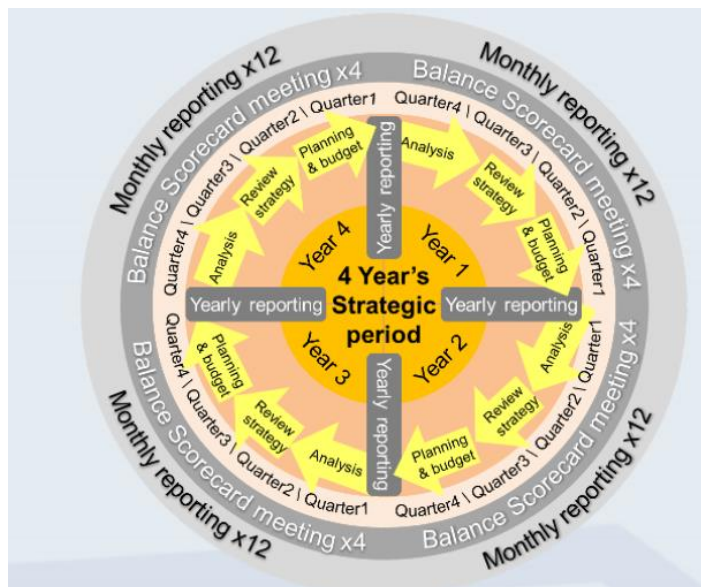 Monthly reporting x12
Monthly reporting x12
Balance Scorecard meeting x4
Balance Scorecard meeting x4
Quarter4 \ Quarter3 \ Quarter2 \ Quarter1
Quarter4 \ Quarter3 \ Quarter2 \ Quarter1
Analysis
Review
strategy
Planning
& budget
Yearly reporting
Analysis
Review
strategy
Planning
& budget
Year 4
Year 1
Yearly reporting
4 Year's
Strategic
period
Yearly reporting
Year 3
Year 2
Planning
& budget
Review
strategy
Analysis
Yearly reporting
Planning
& budget
Review
strategy
Analysis
Quarter4 \ Quarter3 \ Quarter2 \ Quarter1
Quarter4 \ Quarter3 \ Quarter2 \ Quarter1
Balance Scorecard meeting x4
Balance Scorecard meeting x4
Monthly reporting x12
Monthly reporting x12